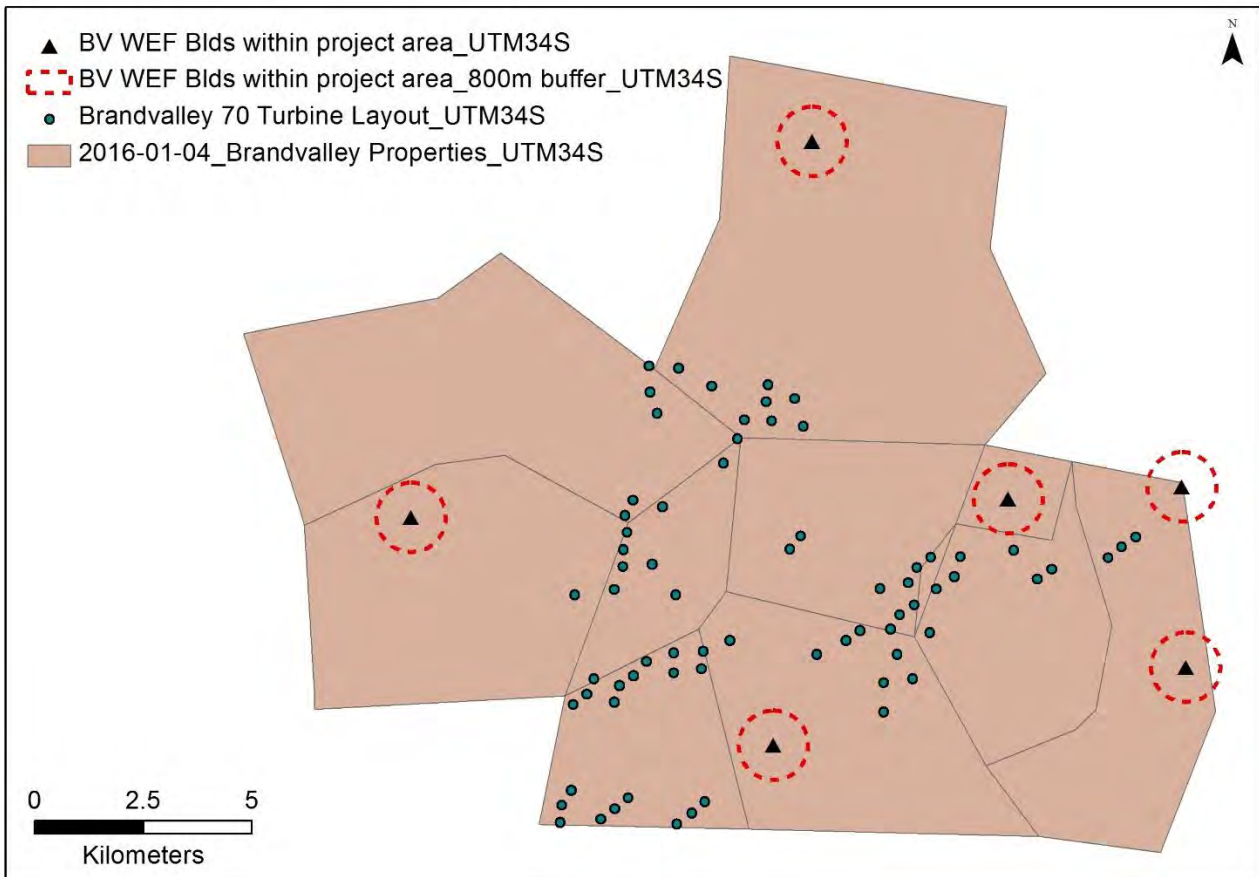 BV WEF Blds within project area_UTM34S
BV WEF Blds within project area_800m buffer_UTM34S
Brandvalley 70 Turbine Layout_UTM34S
2016-01-04_Brandvalley Properties_UTM34S
N
0 2.5 5
Kilometers